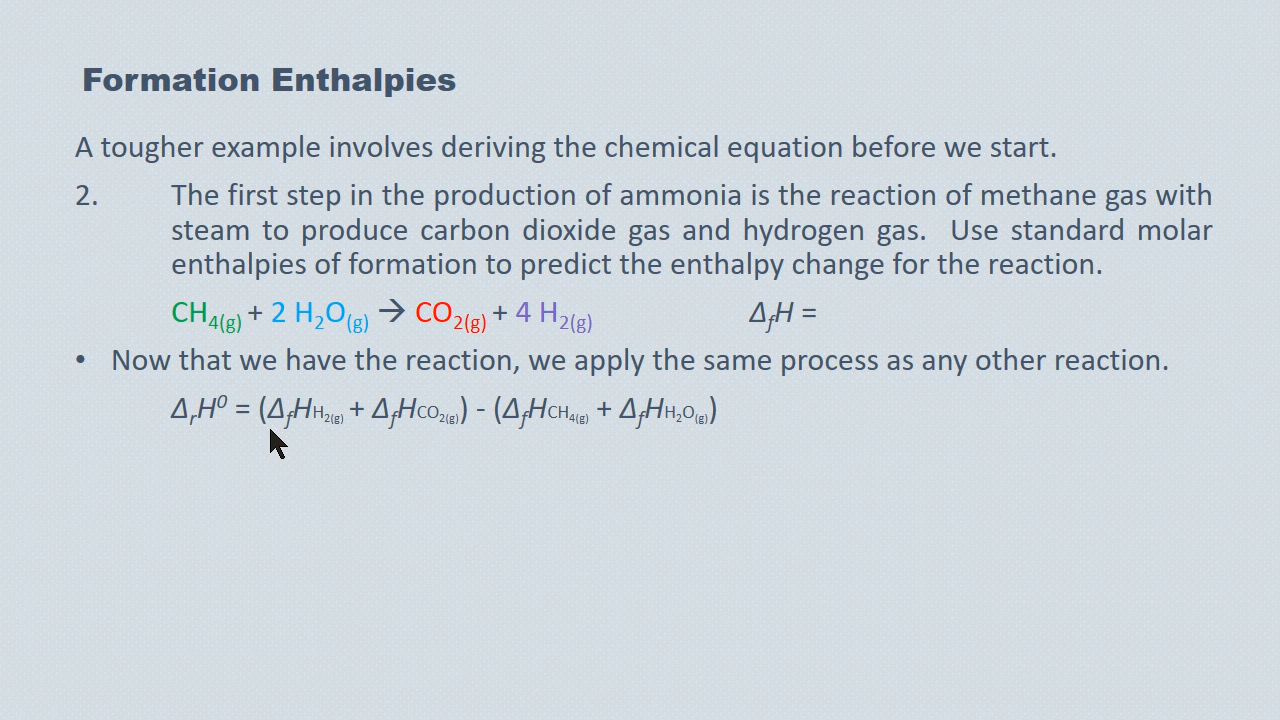 Formation Enthalpies
A tougher example involves deriving the chemical equation before we start.
2. The first step in the production of ammonia is the reaction of methane gas with
steam to produce carbon dioxide gas and hydrogen gas. Use standard molar
enthalpies of formation to predict the enthalpy change for the reaction.
CH₄₍g₎ + 2 H₂O₍g₎ → CO₂₍g₎ + 4 H₂₍g₎ ΔfH =
• Now that we have the reaction, we apply the same process as any other reaction.
ΔrH⁰ = (ΔfHH₂₍g₎ + ΔfHCO₂₍g₎) - (ΔfHCH₄₍g₎ + ΔfHH₂O₍g₎)